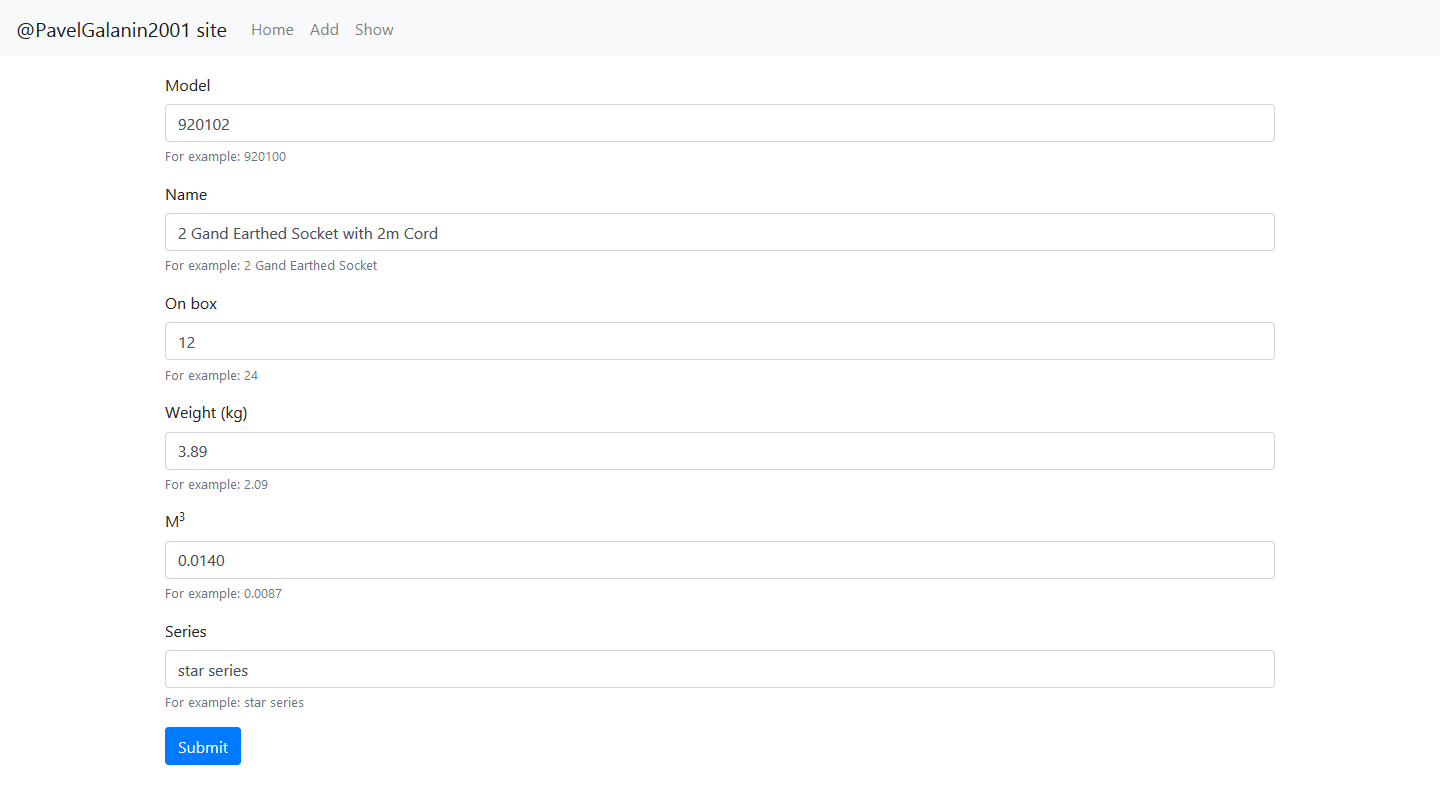 @PavelGalanin2001 site Home Add Show
Model
920102
For example: 920100
Name
2 Gand Earthed Socket with 2m Cord
For example: 2 Gand Earthed Socket
On box
12
For example: 24
Weight (kg)
3.89
For example: 2.09
M³
0.0140
For example: 0.0087
Series
star series
For example: star series
Submit